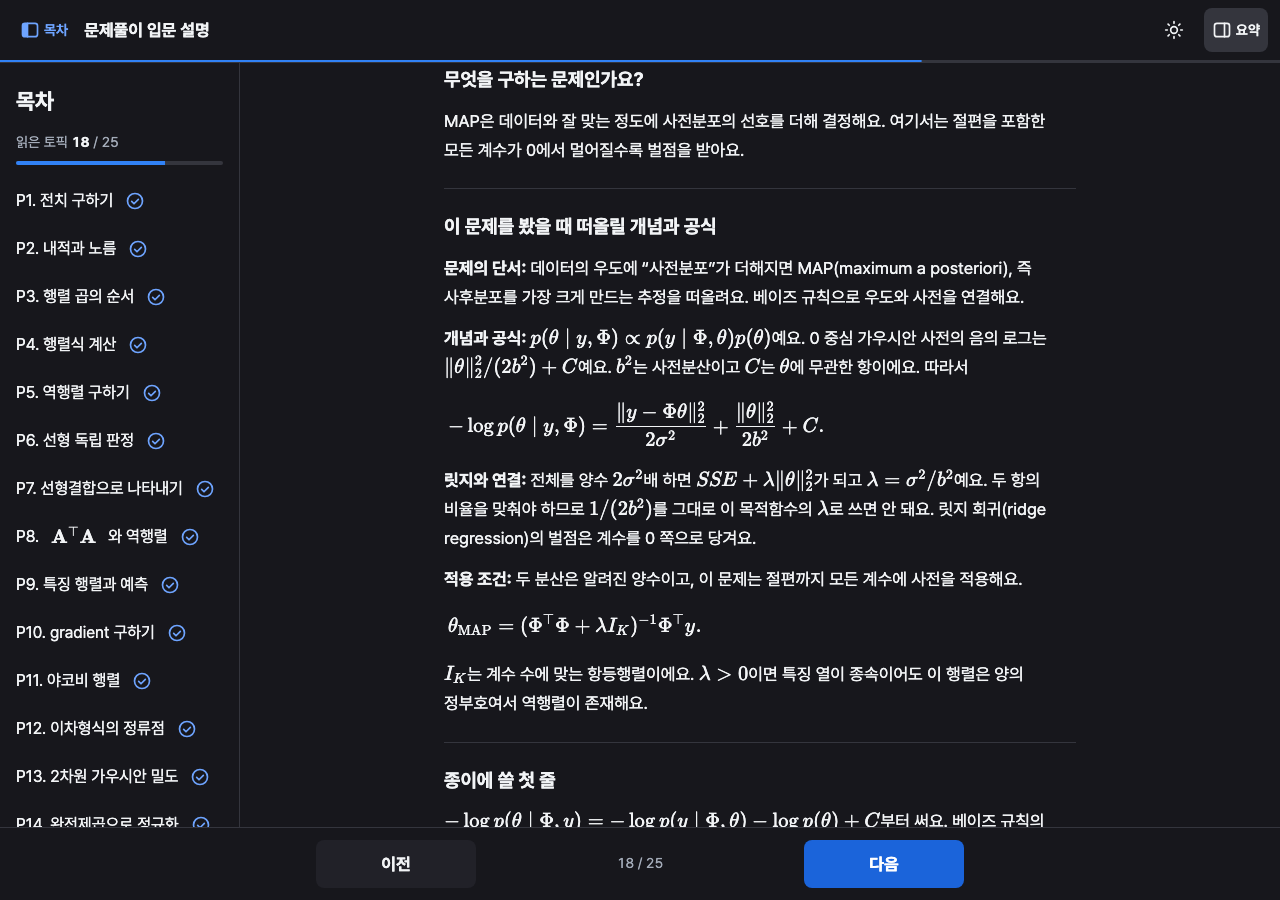 목차 문제풀이 입문 설명 요약
목차
읽은 토픽 18 / 25
P1. 전치 구하기
P2. 내적과 노름
P3. 행렬 곱의 순서
P4. 행렬식 계산
P5. 역행렬 구하기
P6. 선형 독립 판정
P7. 선형결합으로 나타내기
P8. A⊤A 와 역행렬
P9. 특징 행렬과 예측
P10. gradient 구하기
P11. 야코비 행렬
P12. 이차형식의 정류점
P13. 2차원 가우시안 밀도
P14. 완전제곱으로 정규화
무엇을 구하는 문제인가요?
MAP은 데이터와 잘 맞는 정도에 사전분포의 선호를 더해 결정해요. 여기서는 절편을 포함한
모든 계수가 0에서 멀어질수록 벌점을 받아요.
이 문제를 봤을 때 떠올릴 개념과 공식
문제의 단서: 데이터의 우도에 “사전분포”가 더해지면 MAP(maximum a posteriori), 즉
사후분포를 가장 크게 만드는 추정을 떠올려요. 베이즈 규칙으로 우도와 사전을 연결해요.
개념과 공식: p(θ | y, Φ) ∝ p(y | Φ, θ)p(θ)예요. 0 중심 가우시안 사전의 음의 로그는
‖θ‖₂²/(2b²) + C예요. b²는 사전분산이고 C는 θ에 무관한 항이에요. 따라서
− log p(θ | y, Φ) = ‖y − Φθ‖₂² / 2σ² + ‖θ‖₂² / 2b² + C.
릿지와 연결: 전체를 양수 2σ²배 하면 SSE + λ‖θ‖₂²가 되고 λ = σ²/b²예요. 두 항의
비율을 맞춰야 하므로 1/(2b²)를 그대로 이 목적함수의 λ로 쓰면 안 돼요. 릿지 회귀(ridge
regression)의 벌점은 계수를 0 쪽으로 당겨요.
적용 조건: 두 분산은 알려진 양수이고, 이 문제는 절편까지 모든 계수에 사전을 적용해요.
θ_MAP = (Φ⊤Φ + λI_K)⁻¹Φ⊤y.
I_K는 계수 수에 맞는 항등행렬이에요. λ > 0이면 특징 열이 종속이어도 이 행렬은 양의
정부호여서 역행렬이 존재해요.
종이에 쓸 첫 줄
− log p(θ | Φ, y) = − log p(y | Φ, θ) − log p(θ) + C부터 써요. 베이즈 규칙의
이전 18 / 25 다음